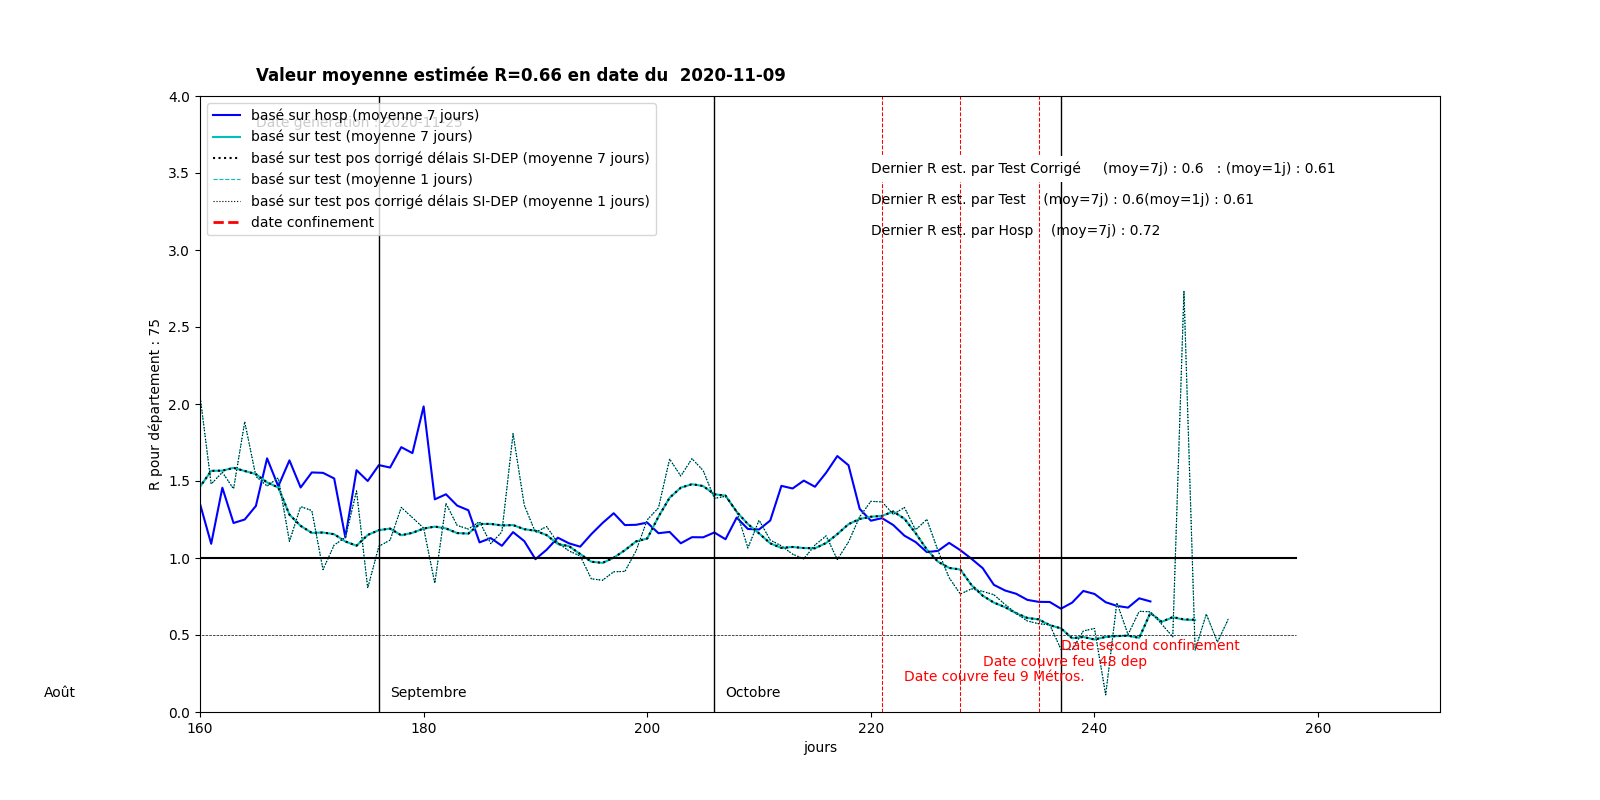 Valeur moyenne estimée R=0.66 en date du  2020-11-09
4.0
3.5
3.0
2.5
2.0
1.5
1.0
0.5
0.0
R pour département : 75
basé sur hosp (moyenne 7 jours)
Date génération : 2020-11-23
basé sur test (moyenne 7 jours)
basé sur test pos corrigé délais SI-DEP (moyenne 7 jours)
basé sur test (moyenne 1 jours)
basé sur test pos corrigé délais SI-DEP (moyenne 1 jours)
date confinement
Dernier R est. par Test Corrigé     (moy=7j) : 0.6   : (moy=1j) : 0.61
Dernier R est. par Test    (moy=7j) : 0.6(moy=1j) : 0.61
Dernier R est. par Hosp    (moy=7j) : 0.72
Date second confinement
Date couvre feu 48 dep
Date couvre feu 9 Métros.
Août
Septembre
Octobre
160
180
200
220
240
260
jours